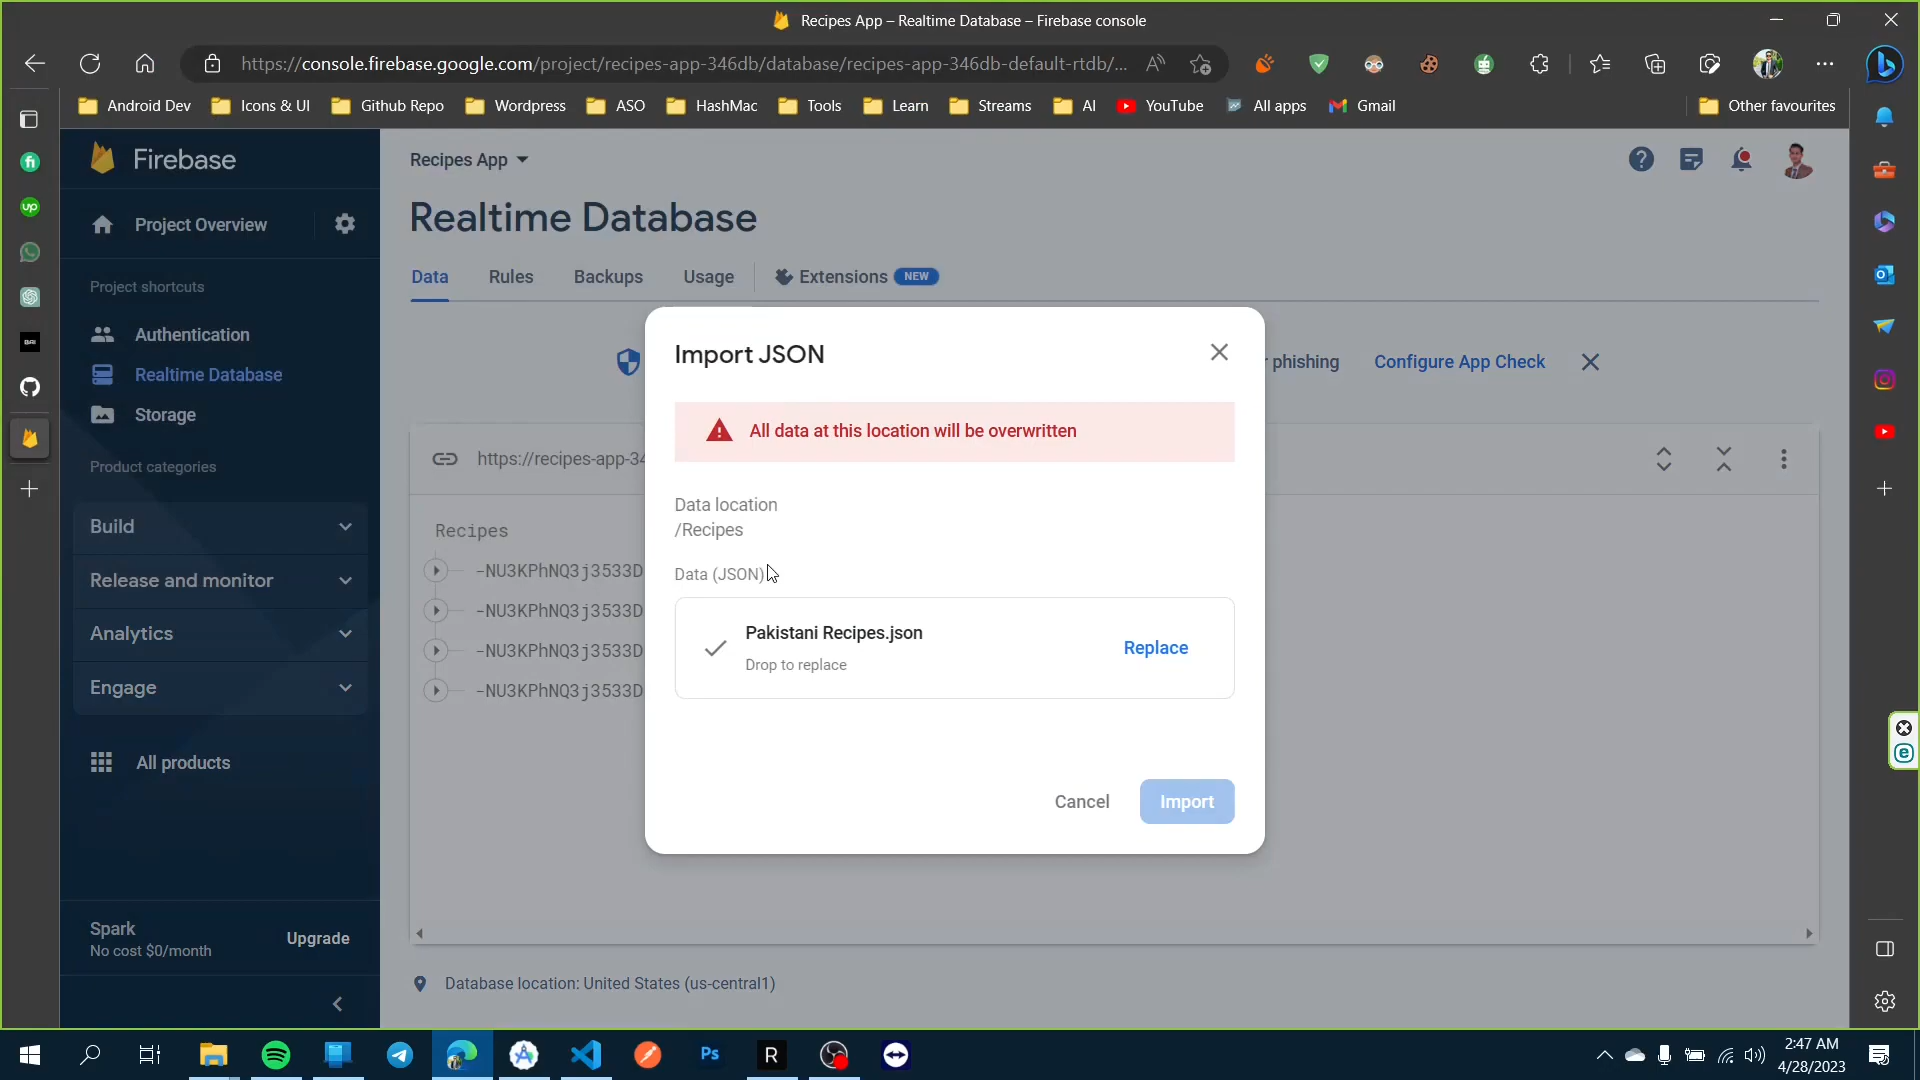 Recipes App – Realtime Database – Firebase console
https://console.firebase.google.com/project/recipes-app-346db/database/recipes-app-346db-default-rtdb/...
Android Dev
Icons & UI
Github Repo
Wordpress
ASO
HashMac
Tools
Learn
Streams
AI
YouTube
All apps
Gmail
Other favourites
Firebase
Recipes App
Project Overview
Realtime Database
Data
Rules
Backups
Usage
Extensions
NEW
Project shortcuts
Authentication
Realtime Database
Storage
Product categories
Build
Release and monitor
Analytics
Engage
All products
Spark
No cost $0/month
Upgrade
r phishing
Configure App Check
https://recipes-app-34
Recipes
-NU3KPhNQ3j3533D
-NU3KPhNQ3j3533D
-NU3KPhNQ3j3533D
-NU3KPhNQ3j3533D
Import JSON
All data at this location will be overwritten
Data location
/Recipes
Data (JSON)
Pakistani Recipes.json
Drop to replace
Replace
Cancel
Import
Database location: United States (us-central1)
up
BAI
Ps
R
2:47 AM
4/28/2023